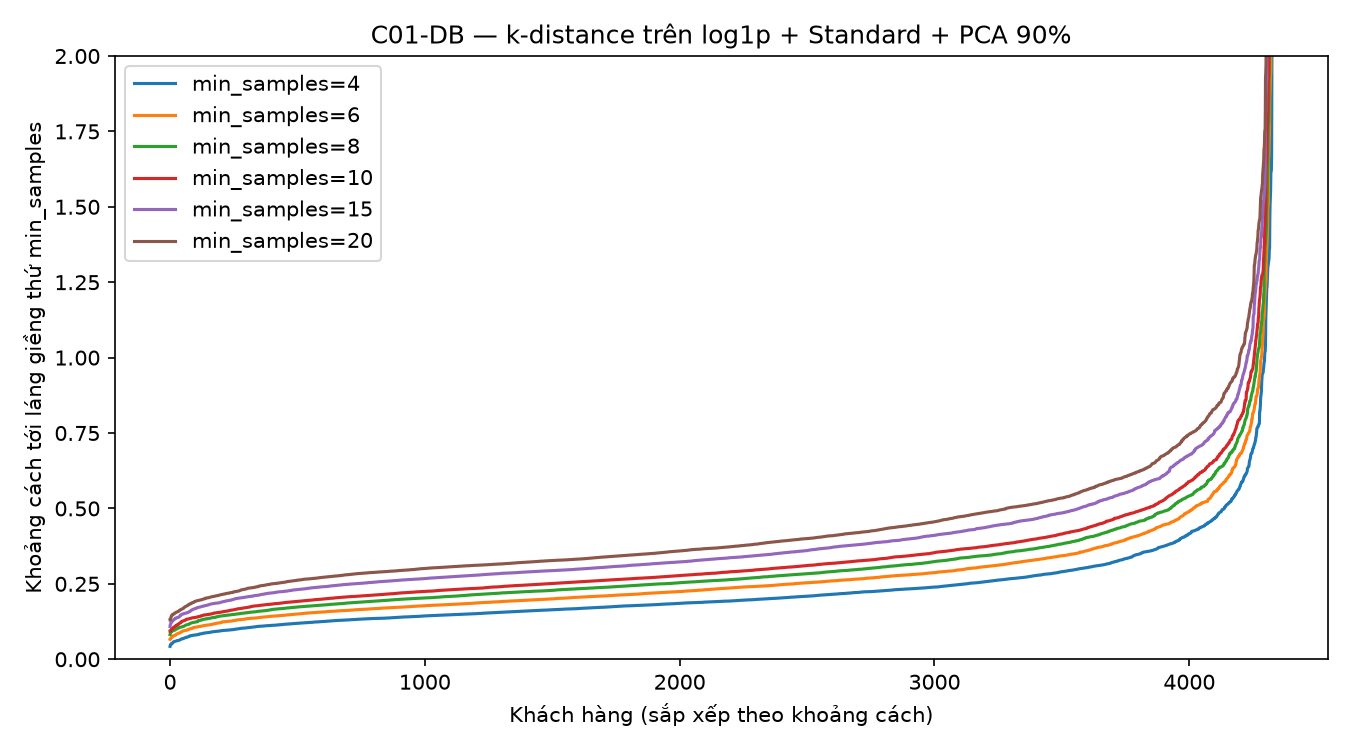 C01-DB — k-distance trên log1p + Standard + PCA 90%
Khoảng cách tới láng giềng thứ min_samples
2.00
1.75
1.50
1.25
1.00
0.75
0.50
0.25
0.00
min_samples=4
min_samples=6
min_samples=8
min_samples=10
min_samples=15
min_samples=20
0
1000
2000
3000
4000
Khách hàng (sắp xếp theo khoảng cách)